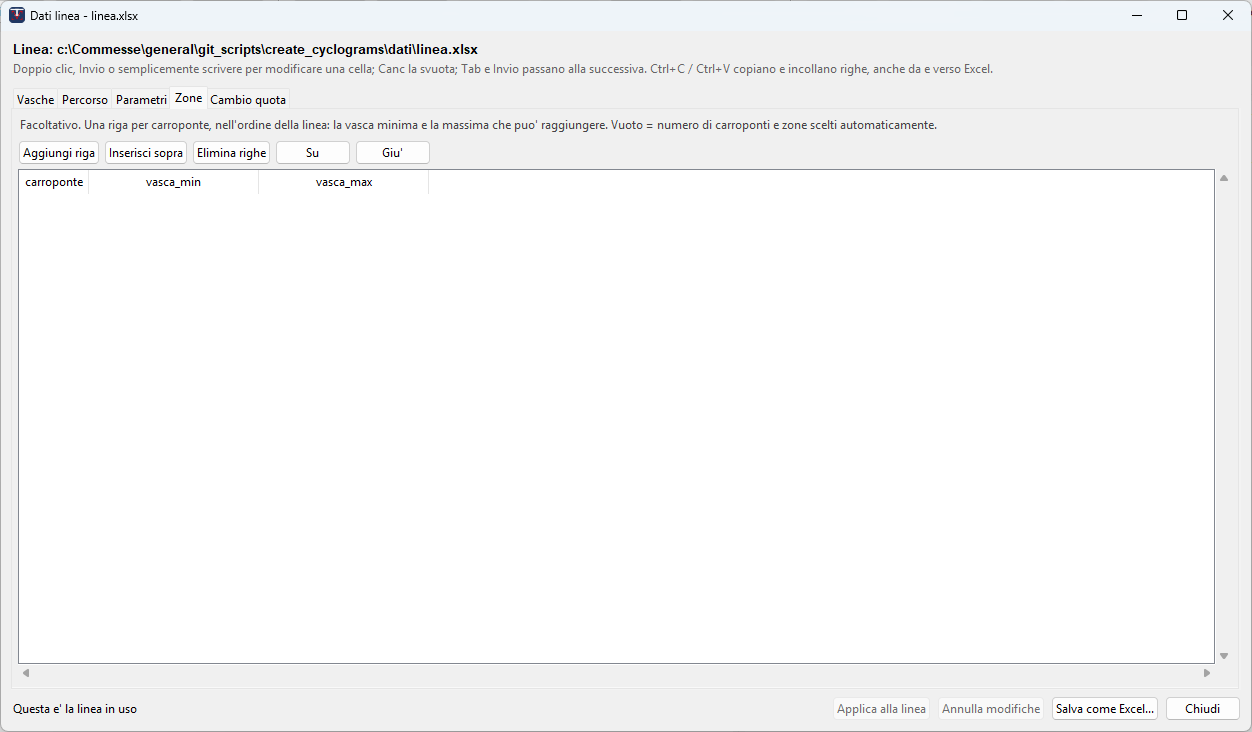 Dati linea - linea.xlsx
Linea: c:\Commesse\general\git_scripts\create_cyclograms\dati\linea.xlsx
Doppio clic, Invio o semplicemente scrivere per modificare una cella; Canc la svuota; Tab e Invio passano alla successiva. Ctrl+C / Ctrl+V copiano e incollano righe, anche da e verso Excel.
Vasche Percorso Parametri Zone Cambio quota
Facoltativo. Una riga per carroponte, nell'ordine della linea: la vasca minima e la massima che puo' raggiungere. Vuoto = numero di carroponti e zone scelti automaticamente.
Aggiungi riga Inserisci sopra Elimina righe Su Giu'
carroponte vasca_min vasca_max
Questa e' la linea in uso Applica alla linea Annulla modifiche Salva come Excel... Chiudi